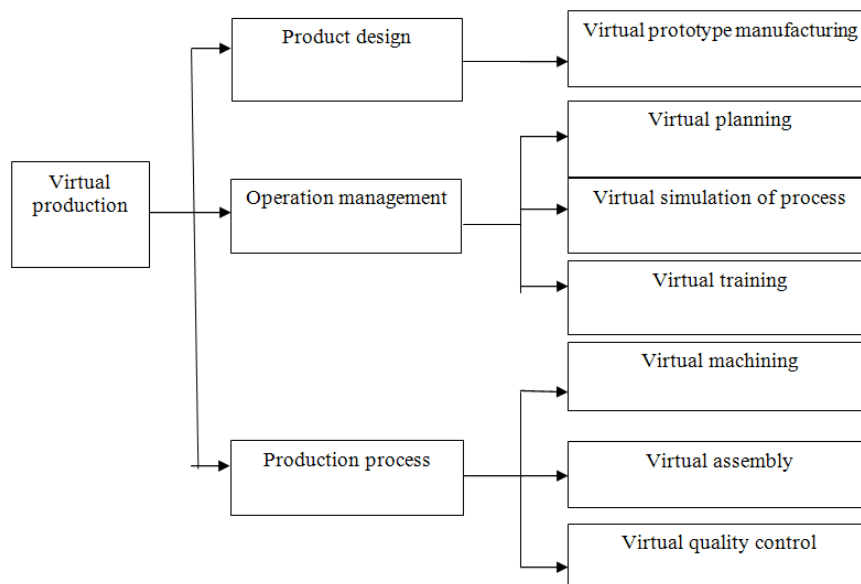 Product design
Virtual prototype manufacturing
Virtual planning
Virtual
production
Operation management
Virtual simulation of process
Virtual training
Virtual machining
Production process
Virtual assembly
Virtual quality control